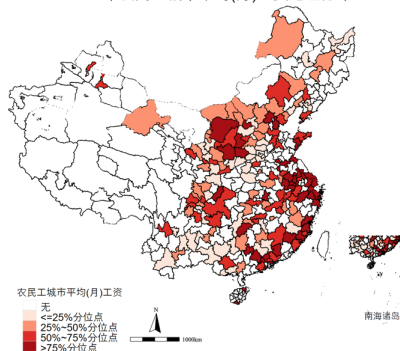 农民工城市平均(月)工资
无
<=25%分位点
25%~50%分位点
50%~75%分位点
>75%分位点
N
1000km
南海诸岛